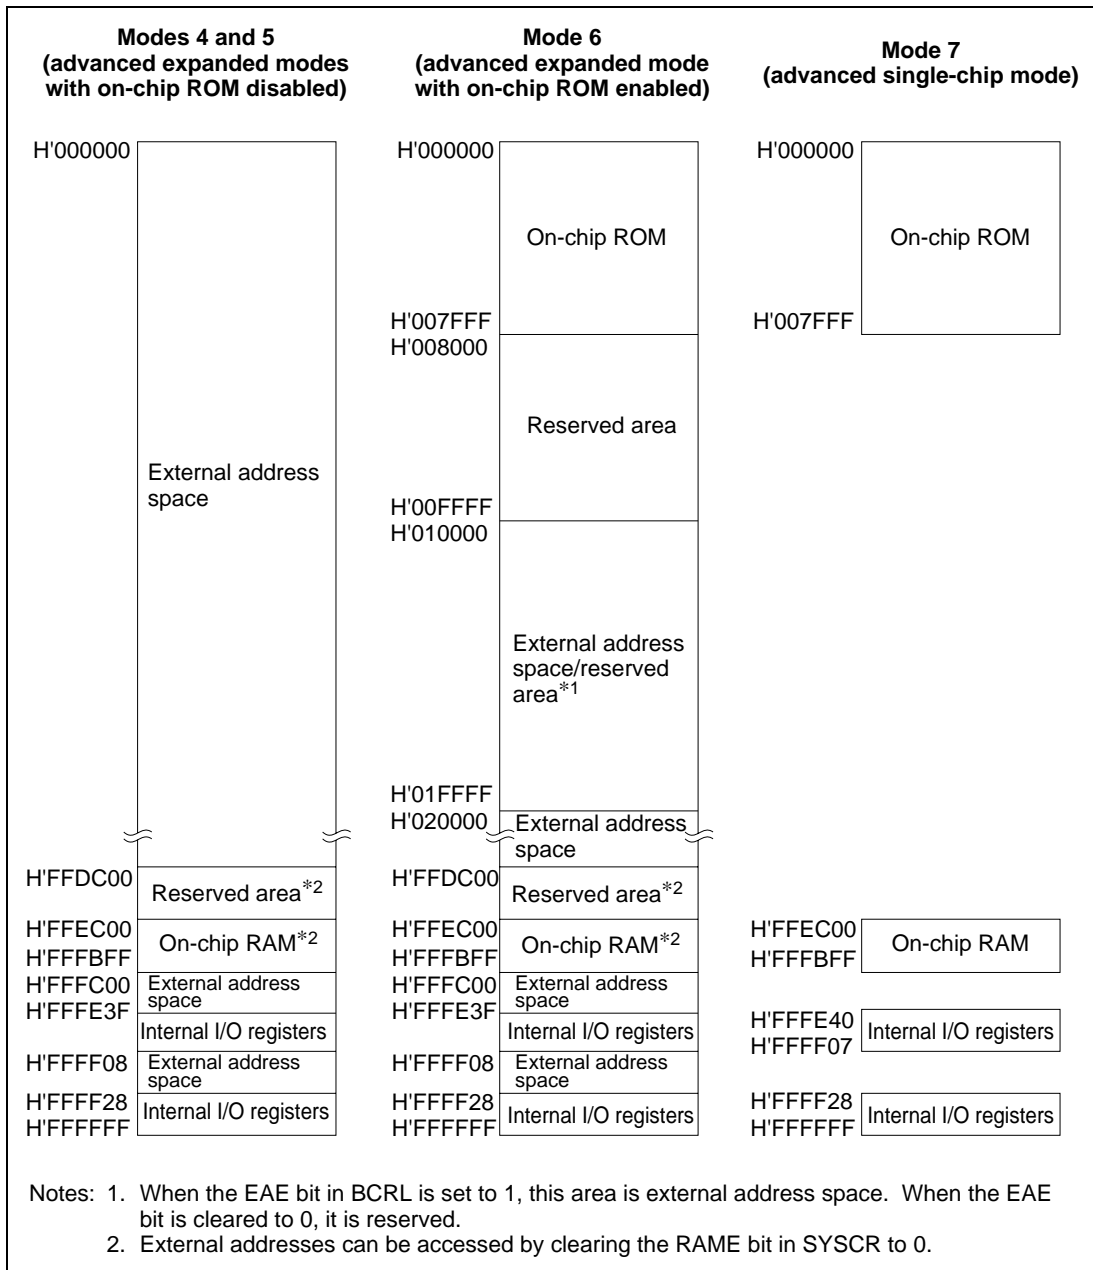 Modes 4 and 5
(advanced expanded modes
with on-chip ROM disabled)
H'000000
External address
space
H'FFDC00
Reserved area*2
H'FFEC00
On-chip RAM*2
H'FFFBFF
H'FFFC00
External address
space
H'FFFE3F
Internal I/O registers
H'FFFF08
External address
space
H'FFFF28
Internal I/O registers
H'FFFFFF
Mode 6
(advanced expanded mode
with on-chip ROM enabled)
H'000000
On-chip ROM
H'007FFF
H'008000
Reserved area
H'00FFFF
H'010000
External address
space/reserved
area*1
H'01FFFF
H'020000
External address
space
H'FFDC00
Reserved area*2
H'FFEC00
On-chip RAM*2
H'FFFBFF
H'FFFC00
External address
space
H'FFFE3F
Internal I/O registers
H'FFFF08
External address
space
H'FFFF28
Internal I/O registers
H'FFFFFF
Mode 7
(advanced single-chip mode)
H'000000
On-chip ROM
H'007FFF
H'FFEC00
On-chip RAM
H'FFFBFF
H'FFFE40
Internal I/O registers
H'FFFF07
H'FFFF28
Internal I/O registers
H'FFFFFF
Notes: 1. When the EAE bit in BCRL is set to 1, this area is external address space. When the EAE
bit is cleared to 0, it is reserved.
2. External addresses can be accessed by clearing the RAME bit in SYSCR to 0.